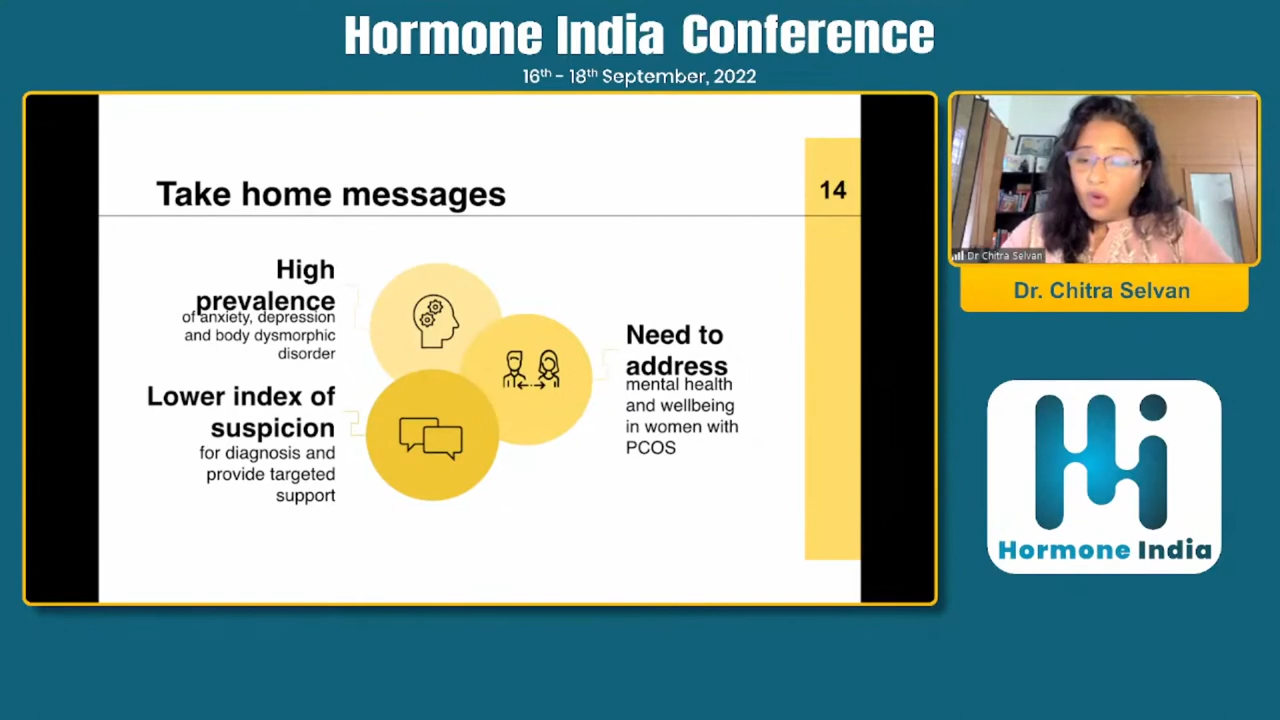 Hormone India Conference
16th - 18th September, 2022
Take home messages
14
High
prevalence
of anxiety, depression
and body dysmorphic
disorder
Lower index of
suspicion
for diagnosis and
provide targeted
support
Need to
address
mental health
and wellbeing
in women with
PCOS
Dr Chitra Selvan
Dr. Chitra Selvan
Hormone India